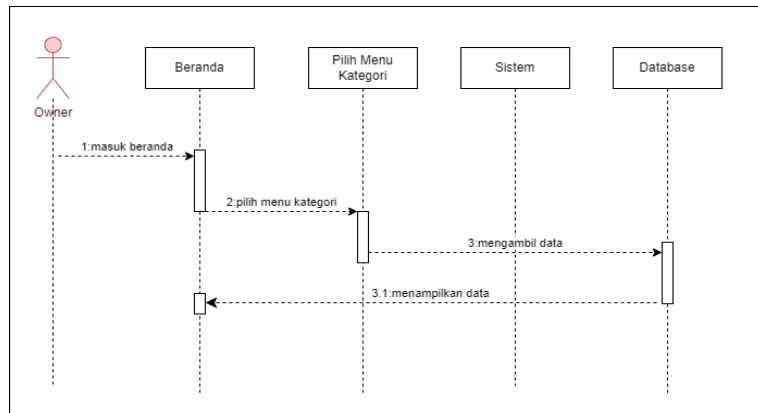 Beranda
Pilih Menu
Kategori
Sistem
Database
Owner
1:masuk beranda
2:pilih menu kategori
3:mengambil data
3.1:menampilkan data